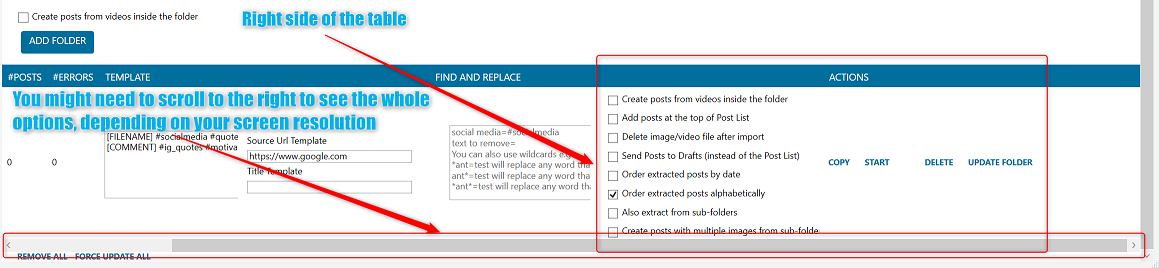 Create posts from videos inside the folder
Right side of the table
ADD FOLDER
#POSTS #ERRORS TEMPLATE FIND AND REPLACE ACTIONS
You might need to scroll to the right to see the whole
options, depending on your screen resolution
[FILENAME] #socialmedia #quote
[COMMENT] #ig_quotes #motiva
Source Url Template
https://www.google.com
Title Template
social media=#socialmedia
text to remove=
You can also use wildcards e.g.
*ant=test will replace any word tha
ant*=test will replace any word tha
*ant*=test will replace any word tha
0 0
Create posts from videos inside the folder
Add posts at the top of Post List
Delete image/video file after import
Send Posts to Drafts (instead of the Post List)
Order extracted posts by date
Order extracted posts alphabetically
Also extract from sub-folders
Create posts with multiple images from sub-folde
COPY START DELETE UPDATE FOLDER
REMOVE ALL FORCE UPDATE ALL